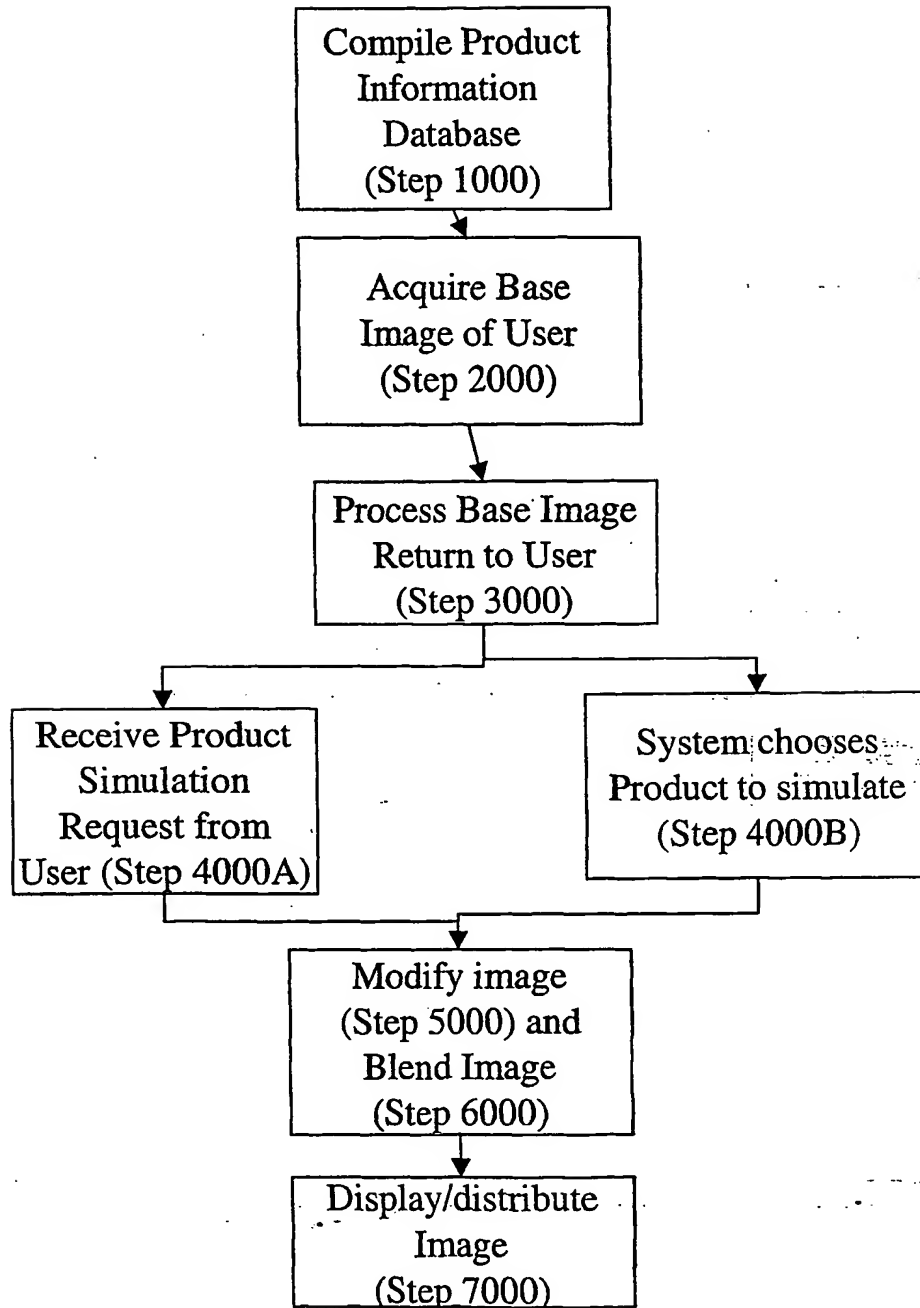 Compile Product
Information
Database
(Step 1000)
Acquire Base
Image of User
(Step 2000)
Process Base Image
Return to User
(Step 3000)
Receive Product
Simulation
Request from
User (Step 4000A)
System chooses
Product to simulate
(Step 4000B)
Modify image
(Step 5000) and
Blend Image
(Step 6000)
Display/distribute
Image
(Step 7000)